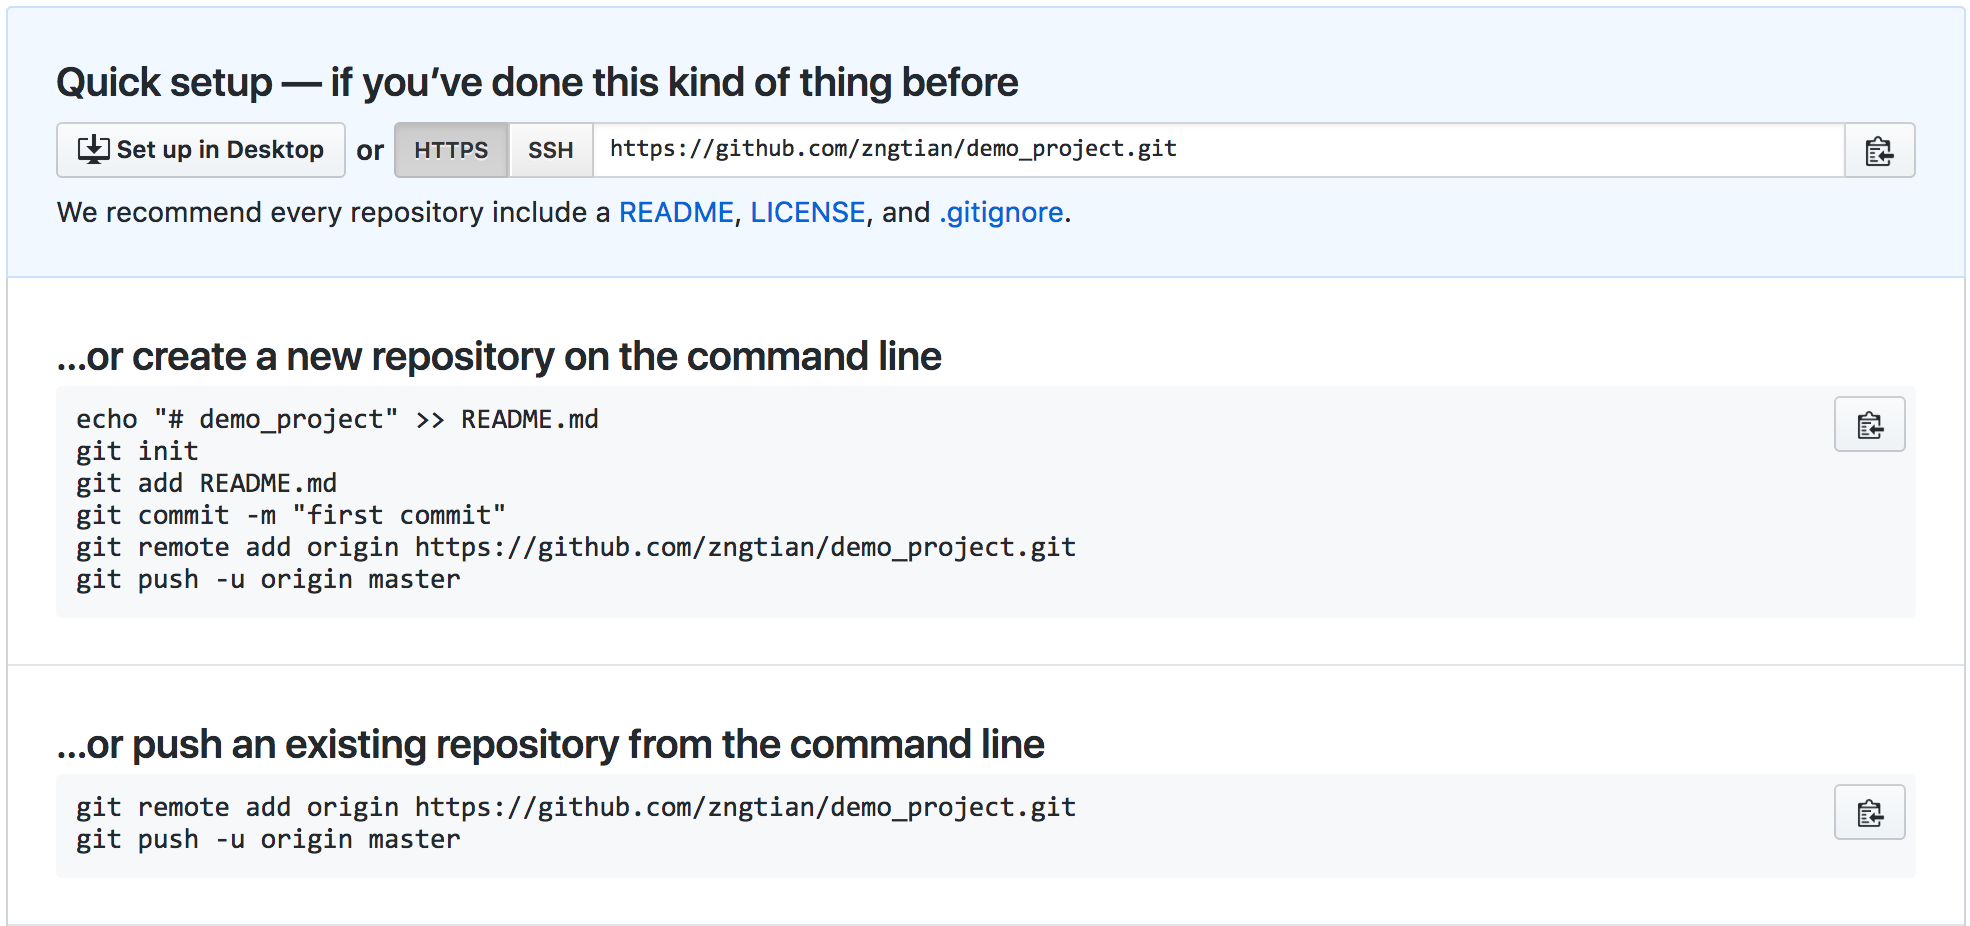 Quick setup — if you’ve done this kind of thing before
Set up in Desktop or HTTPS SSH https://github.com/zngtian/demo_project.git
We recommend every repository include a README, LICENSE, and .gitignore.
…or create a new repository on the command line
echo "# demo_project" >> README.md
git init
git add README.md
git commit -m "first commit"
git remote add origin https://github.com/zngtian/demo_project.git
git push -u origin master
…or push an existing repository from the command line
git remote add origin https://github.com/zngtian/demo_project.git
git push -u origin master